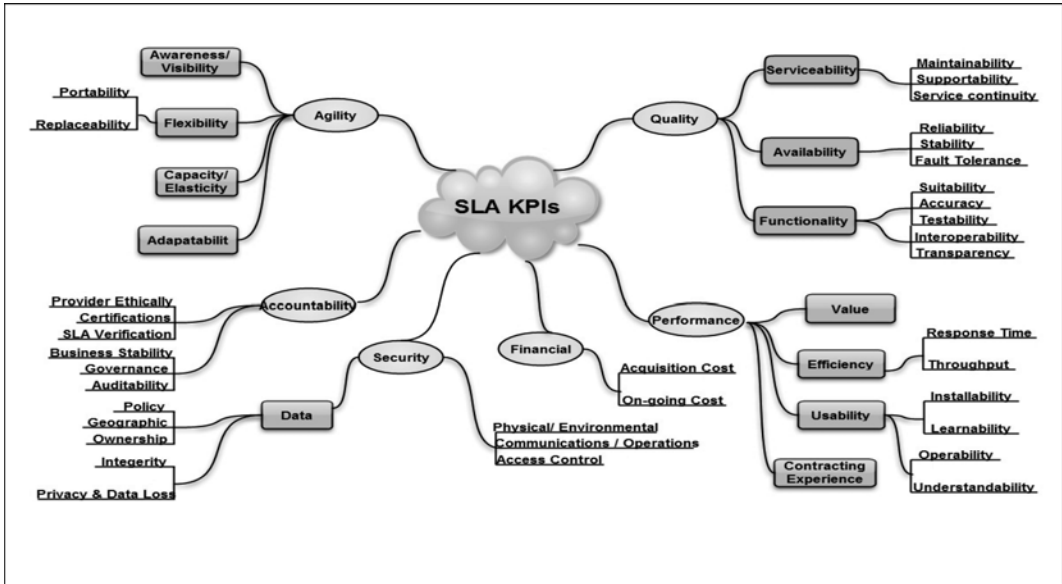 SLA KPIs
Agility
Awareness/
Visibility
Flexibility
Portability
Replaceability
Capacity/
Elasticity
Adapatabilit
Quality
Serviceability
Maintainability
Supportability
Service continuity
Availability
Reliability
Stability
Fault Tolerance
Functionality
Suitability
Accuracy
Testability
Interoperability
Transparency
Accountability
Provider Ethically
Certifications
SLA Verification
Business Stability
Governance
Auditability
Security
Data
Policy
Geographic
Ownership
Integerity
Privacy & Data Loss
Physical/ Environmental
Communications / Operations
Access Control
Financial
Acquisition Cost
On-going Cost
Performance
Value
Efficiency
Response Time
Throughput
Usability
Installability
Learnability
Operability
Understandability
Contracting
Experience